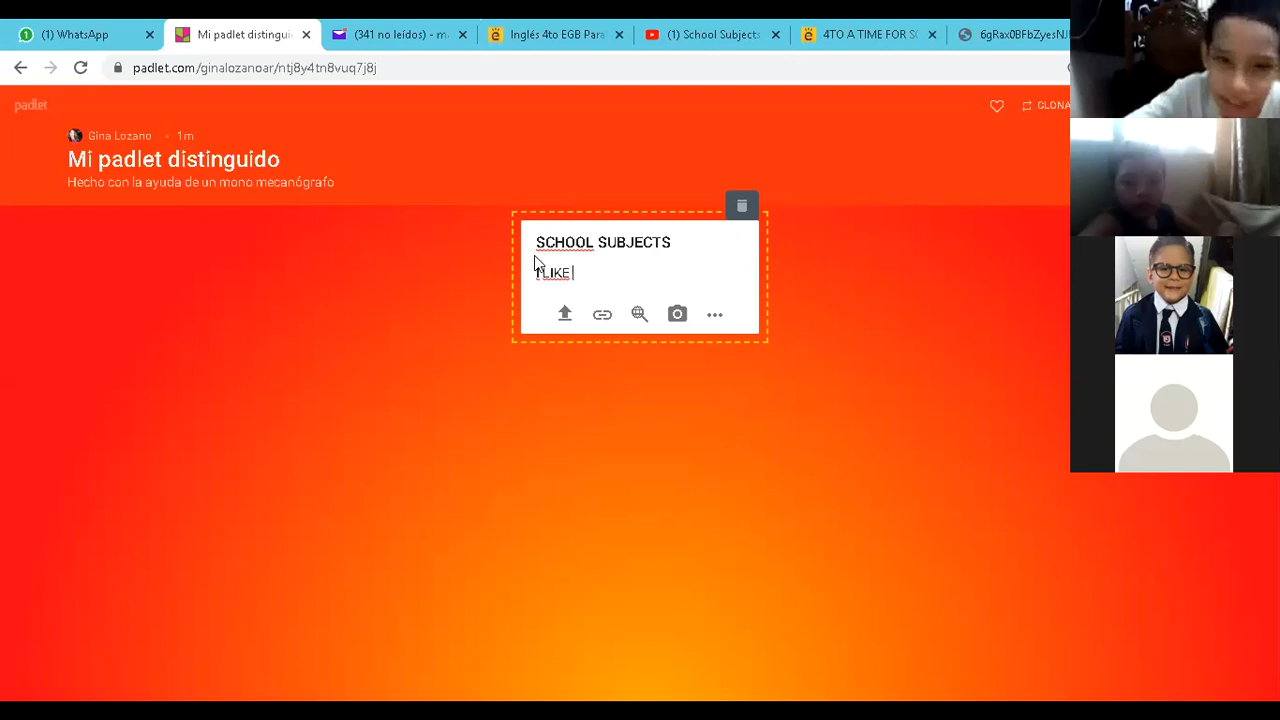 (1) WhatsApp
Mi padlet distingui
(341 no leídos) - m
Inglés 4to EGB Para
(1) School Subjects
4TO A TIME FOR SC
6gRax0BFbZyesNJ
padlet.com/ginalozanoar/ntj8y4tn8vuq7j8j
padlet
CLONA
Gina Lozano • 1m
Mi padlet distinguido
Hecho con la ayuda de un mono mecanógrafo
SCHOOL SUBJECTS
I LIKE